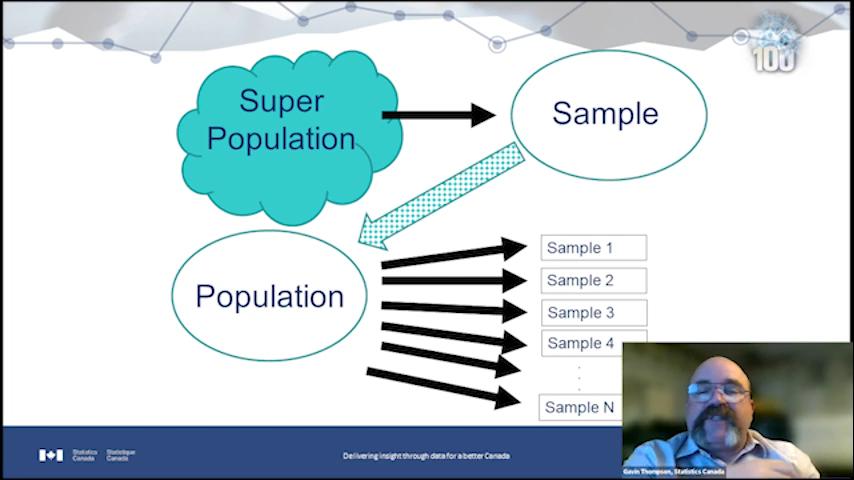 100
Super
Population
Sample
Population
Sample 1
Sample 2
Sample 3
Sample 4
Sample N
Statistics
Canada
Statistique
Canada
Delivering insight through data for a better Canada
Gavin Thompson, Statistics Canada